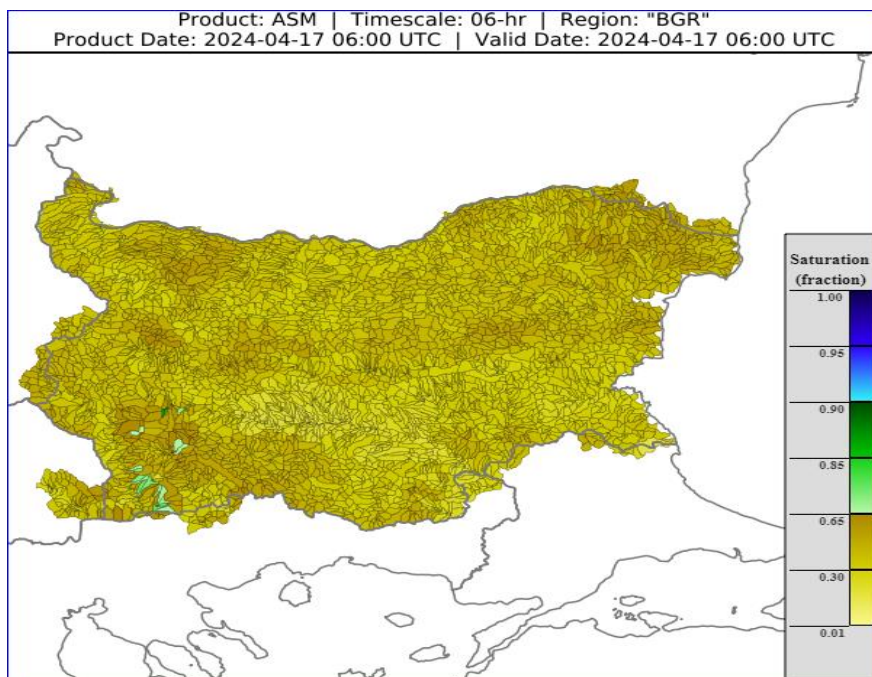 Product: ASM | Timescale: 06-hr | Region: "BGR"
Product Date: 2024-04-17 06:00 UTC | Valid Date: 2024-04-17 06:00 UTC
Saturation
(fraction)
1.00
0.95
0.90
0.85
0.65
0.30
0.01